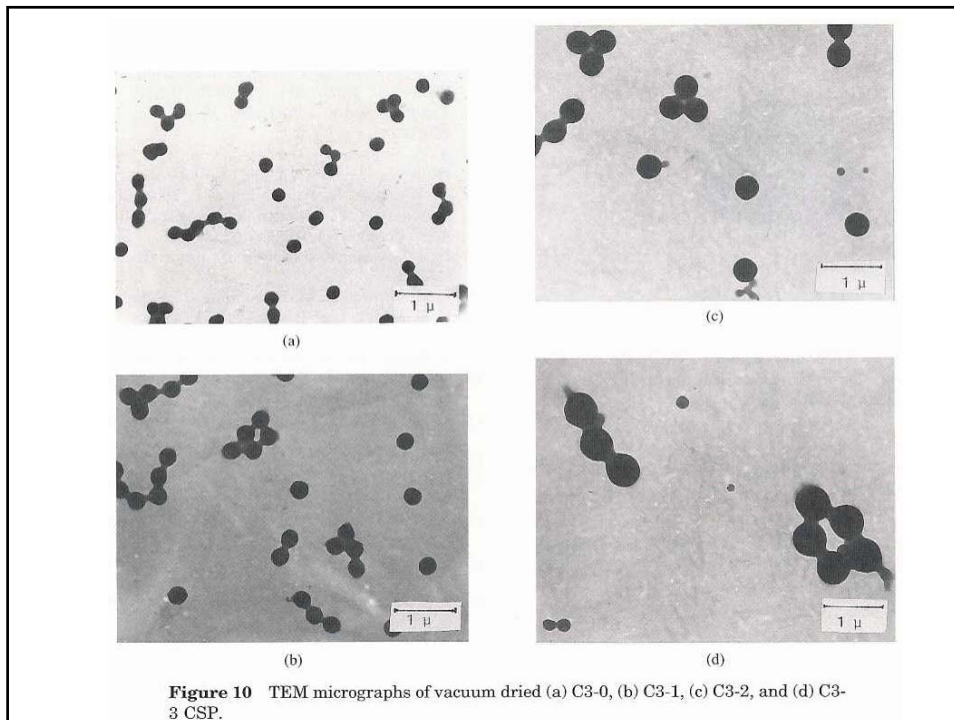 1 μ
(a)
1 μ
(c)
1 μ
(b)
1 μ
(d)
Figure 10 TEM micrographs of vacuum dried (a) C3-0, (b) C3-1, (c) C3-2, and (d) C3-
3 CSP.